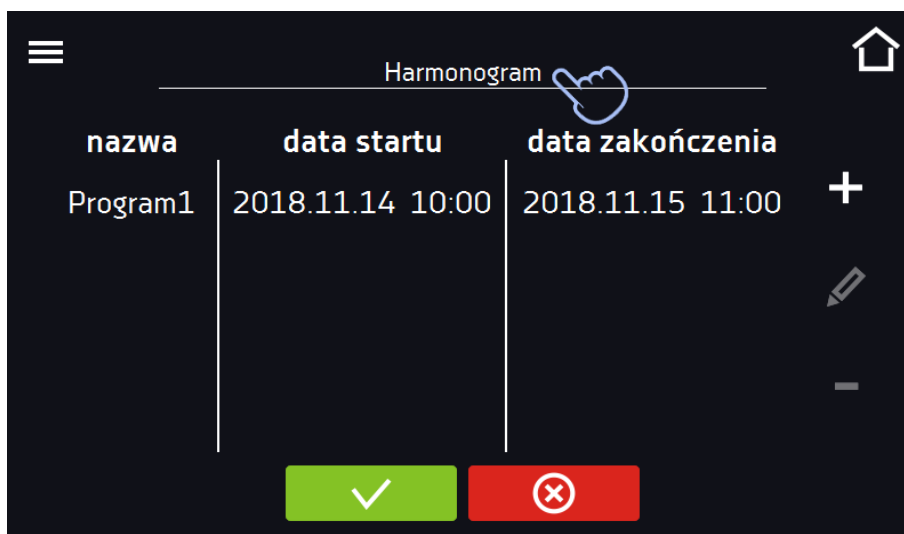 Harmonogram
nazwa data startu data zakończenia
Program1 2018.11.14 10:00 2018.11.15 11:00